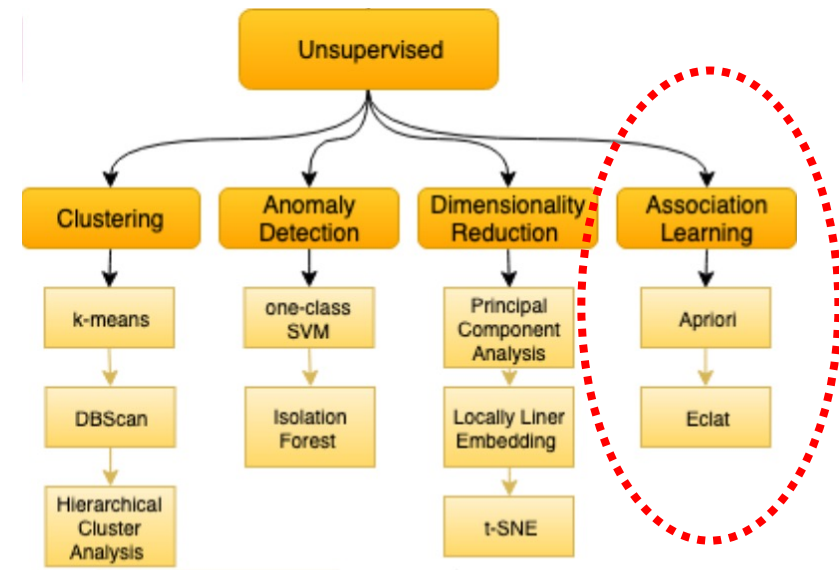 Unsupervised
Clustering
Anomaly
Detection
Dimensionality
Reduction
Association
Learning
k-means
one-class
SVM
Principal
Component
Analysis
Apriori
DBScan
Isolation
Forest
Locally Liner
Embedding
Eclat
Hierarchical
Cluster
Analysis
t-SNE